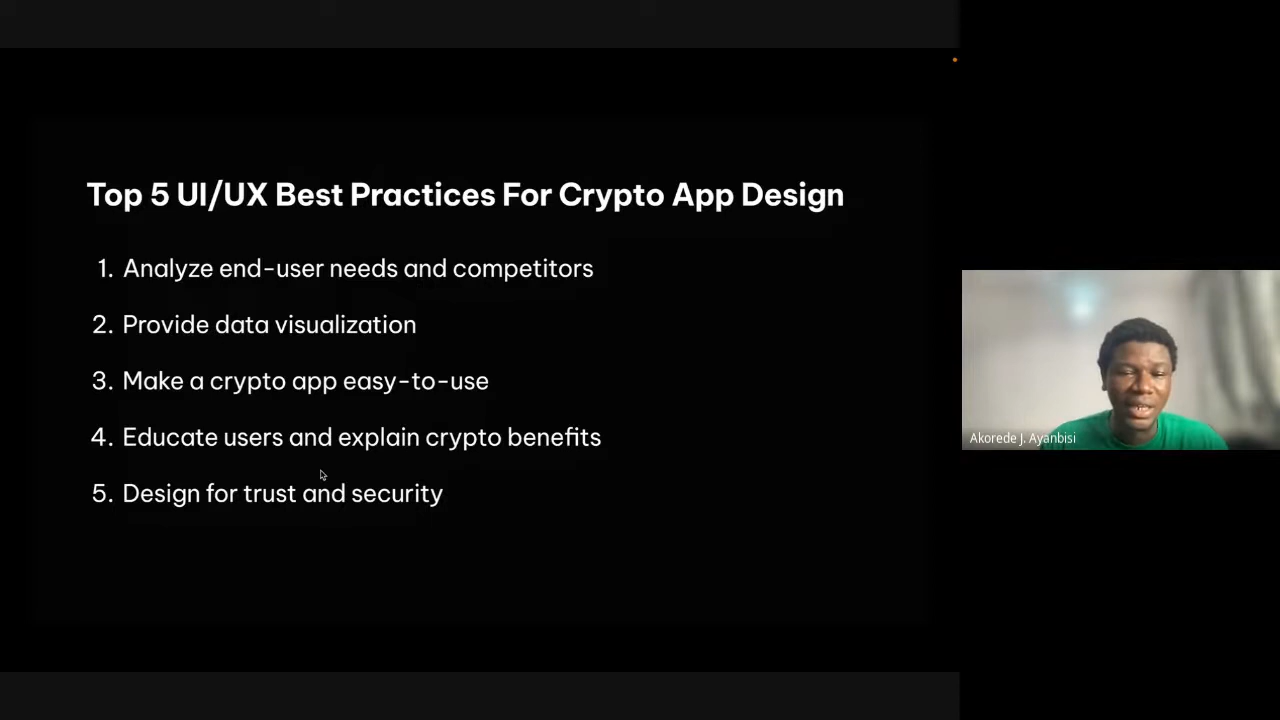 Top 5 UI/UX Best Practices For Crypto App Design
1. Analyze end-user needs and competitors
2. Provide data visualization
3. Make a crypto app easy-to-use
4. Educate users and explain crypto benefits
5. Design for trust and security
Akorede J. Ayanbisi